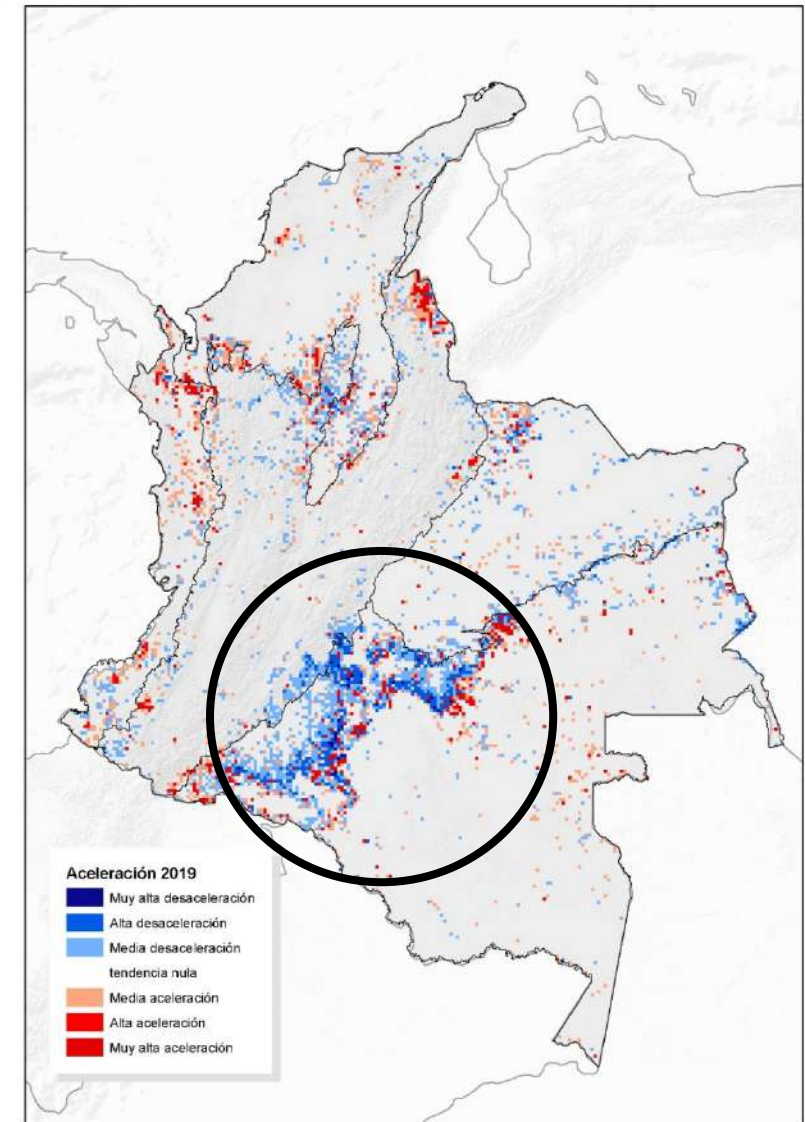 Aceleración 2019
Muy alta desaceleración
Alta desaceleración
Media desaceleración
tendencia nula
Media aceleración
Alta aceleración
Muy alta aceleración